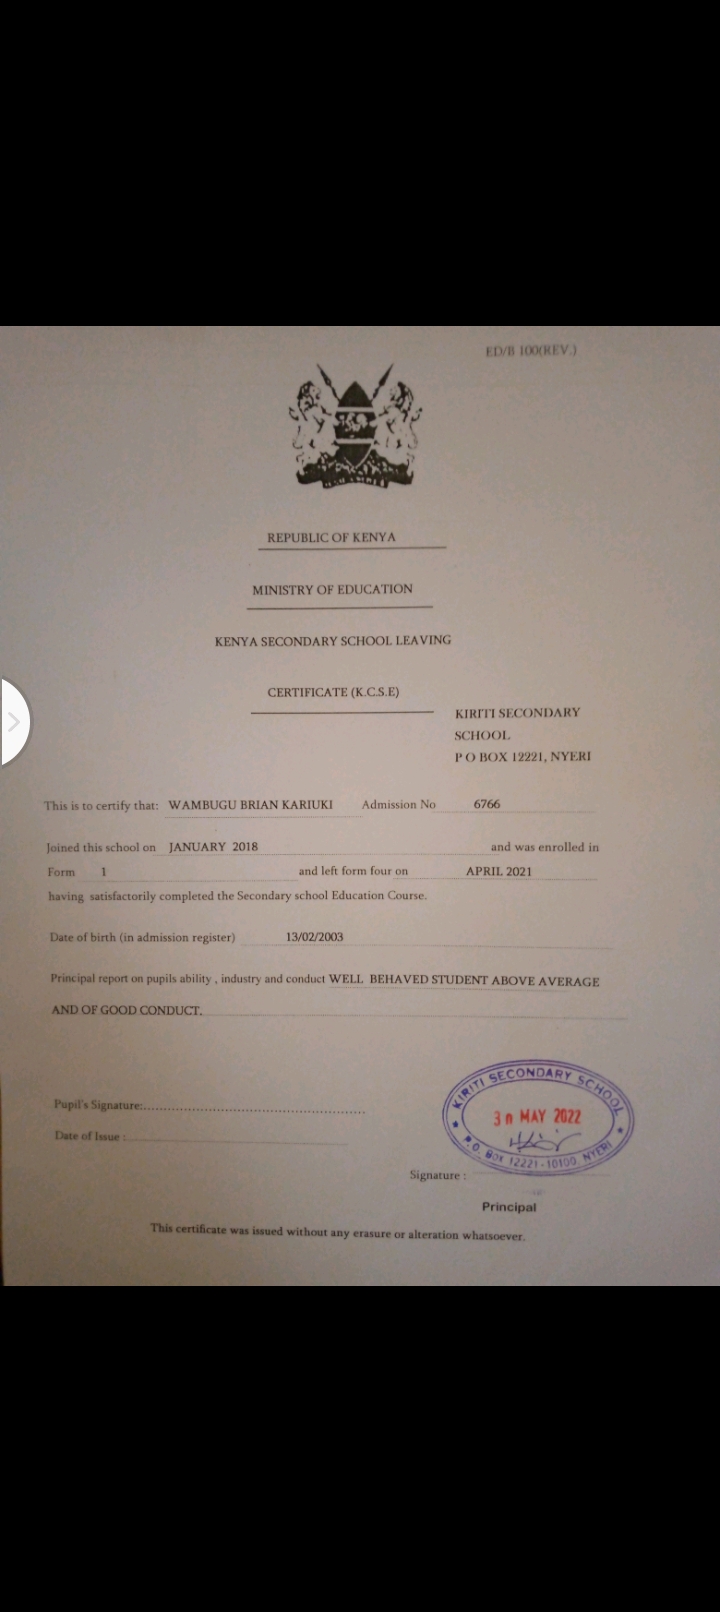 ED/B 100(REV.)
REPUBLIC OF KENYA
MINISTRY OF EDUCATION
KENYA SECONDARY SCHOOL LEAVING
CERTIFICATE (K.C.S.E)
KIRITI SECONDARY
SCHOOL
P O BOX 12221, NYERI
This is to certify that: WAMBUGU BRIAN KARIUKI Admission No 6766
Joined this school on JANUARY 2018 and was enrolled in
Form 1 and left form four on APRIL 2021
having satisfactorily completed the Secondary school Education Course.
Date of birth (in admission register) 13/02/2003
Principal report on pupils ability , industry and conduct WELL BEHAVED STUDENT ABOVE AVERAGE
AND OF GOOD CONDUCT.
Pupil's Signature:
Date of Issue :
KIRITI SECONDARY SCHOOL
MAY 2022
P.O. Box 12221-10100, NYERI
Signature :
Principal
This certificate was issued without any erasure or alteration whatsoever.